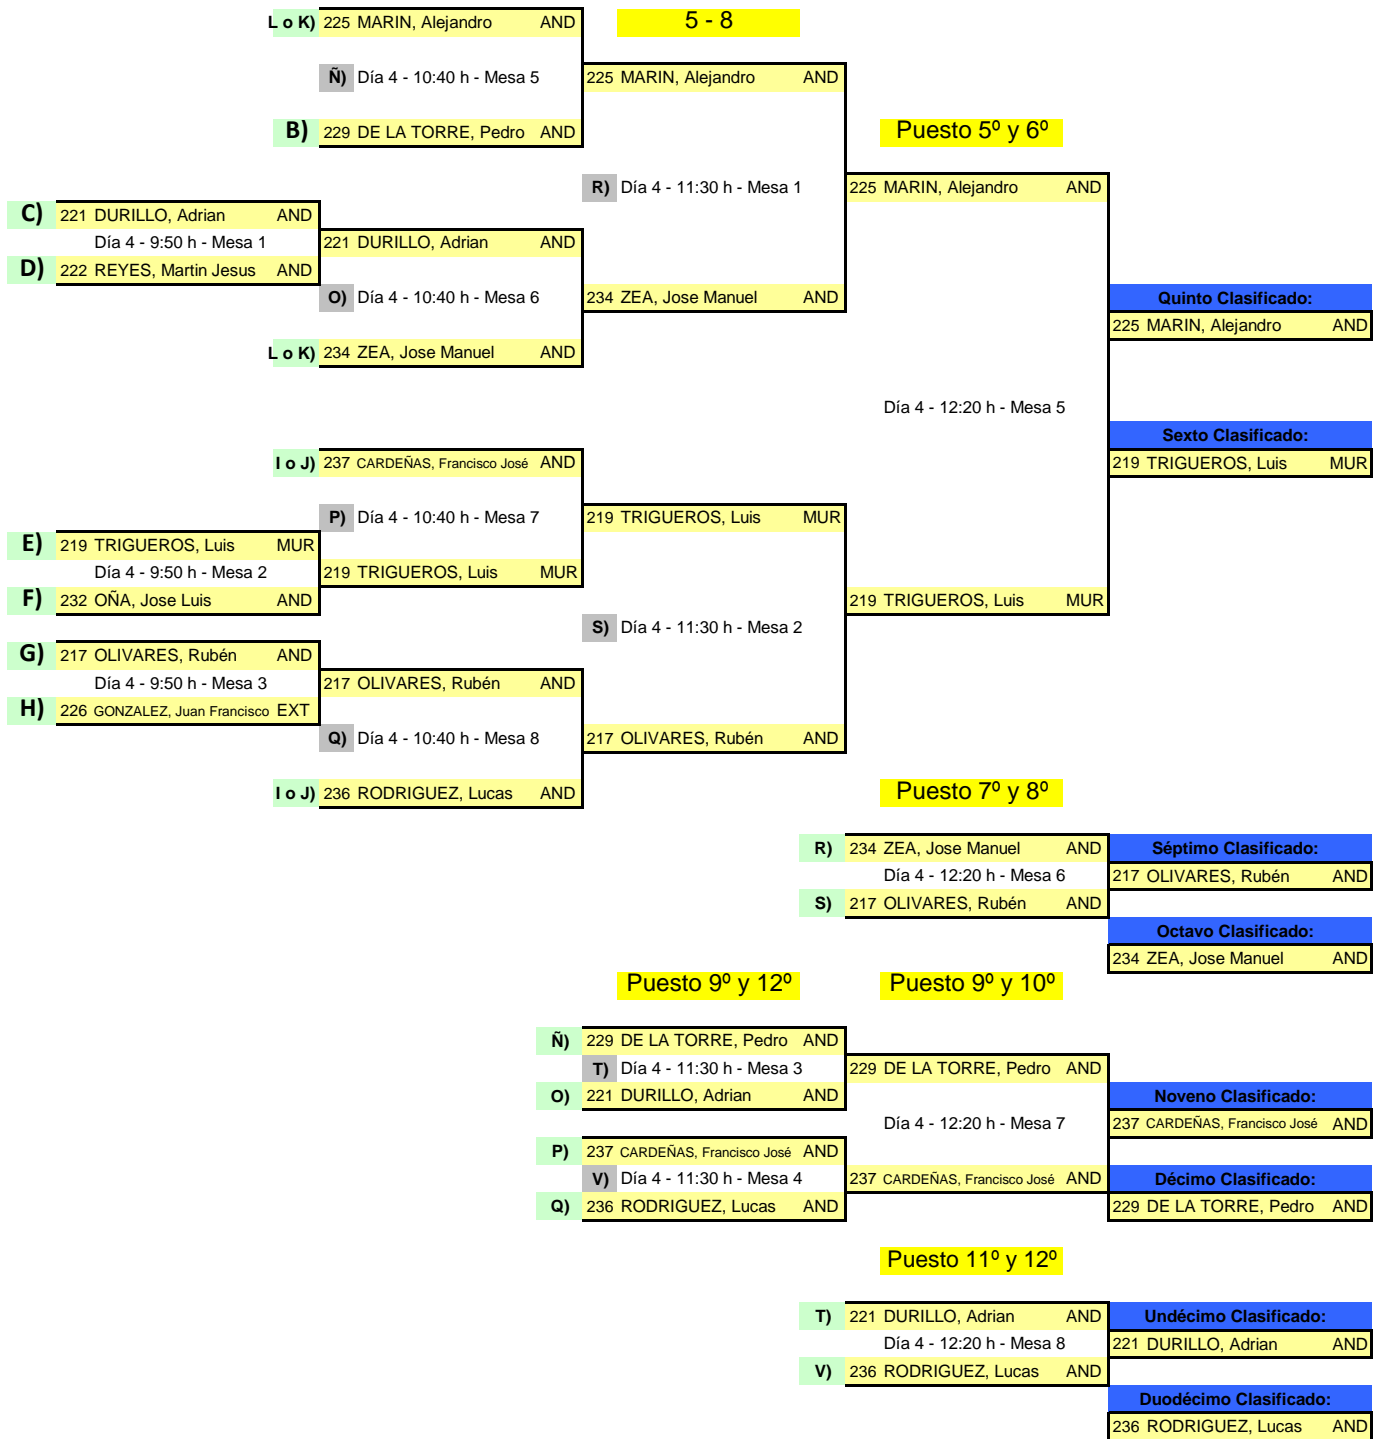 L o K) 225 MARIN, Alejandro AND 5 - 8
Ñ) Día 4 - 10:40 h - Mesa 5 225 MARIN, Alejandro AND
B) 229 DE LA TORRE, Pedro AND Puesto 5º y 6º
R) Día 4 - 11:30 h - Mesa 1 225 MARIN, Alejandro AND
C) 221 DURILLO, Adrian AND
Día 4 - 9:50 h - Mesa 1 221 DURILLO, Adrian AND
D) 222 REYES, Martin Jesus AND
O) Día 4 - 10:40 h - Mesa 6 234 ZEA, Jose Manuel AND Quinto Clasificado:
225 MARIN, Alejandro AND
L o K) 234 ZEA, Jose Manuel AND
Día 4 - 12:20 h - Mesa 5
Sexto Clasificado:
I o J) 237 CARDEÑAS, Francisco José AND 219 TRIGUEROS, Luis MUR
P) Día 4 - 10:40 h - Mesa 7 219 TRIGUEROS, Luis MUR
E) 219 TRIGUEROS, Luis MUR
Día 4 - 9:50 h - Mesa 2 219 TRIGUEROS, Luis MUR
F) 232 OÑA, Jose Luis AND 219 TRIGUEROS, Luis MUR
S) Día 4 - 11:30 h - Mesa 2
G) 217 OLIVARES, Rubén AND
Día 4 - 9:50 h - Mesa 3 217 OLIVARES, Rubén AND
H) 226 GONZALEZ, Juan Francisco EXT
Q) Día 4 - 10:40 h - Mesa 8 217 OLIVARES, Rubén AND
I o J) 236 RODRIGUEZ, Lucas AND Puesto 7º y 8º
R) 234 ZEA, Jose Manuel AND Séptimo Clasificado:
Día 4 - 12:20 h - Mesa 6 217 OLIVARES, Rubén AND
S) 217 OLIVARES, Rubén AND
Octavo Clasificado:
234 ZEA, Jose Manuel AND
Puesto 9º y 12º Puesto 9º y 10º
Ñ) 229 DE LA TORRE, Pedro AND
T) Día 4 - 11:30 h - Mesa 3 229 DE LA TORRE, Pedro AND
O) 221 DURILLO, Adrian AND Noveno Clasificado:
Día 4 - 12:20 h - Mesa 7 237 CARDEÑAS, Francisco José AND
P) 237 CARDEÑAS, Francisco José AND
V) Día 4 - 11:30 h - Mesa 4 237 CARDEÑAS, Francisco José AND Décimo Clasificado:
Q) 236 RODRIGUEZ, Lucas AND 229 DE LA TORRE, Pedro AND
Puesto 11º y 12º
T) 221 DURILLO, Adrian AND Undécimo Clasificado:
Día 4 - 12:20 h - Mesa 8 221 DURILLO, Adrian AND
V) 236 RODRIGUEZ, Lucas AND
Duodécimo Clasificado:
236 RODRIGUEZ, Lucas AND